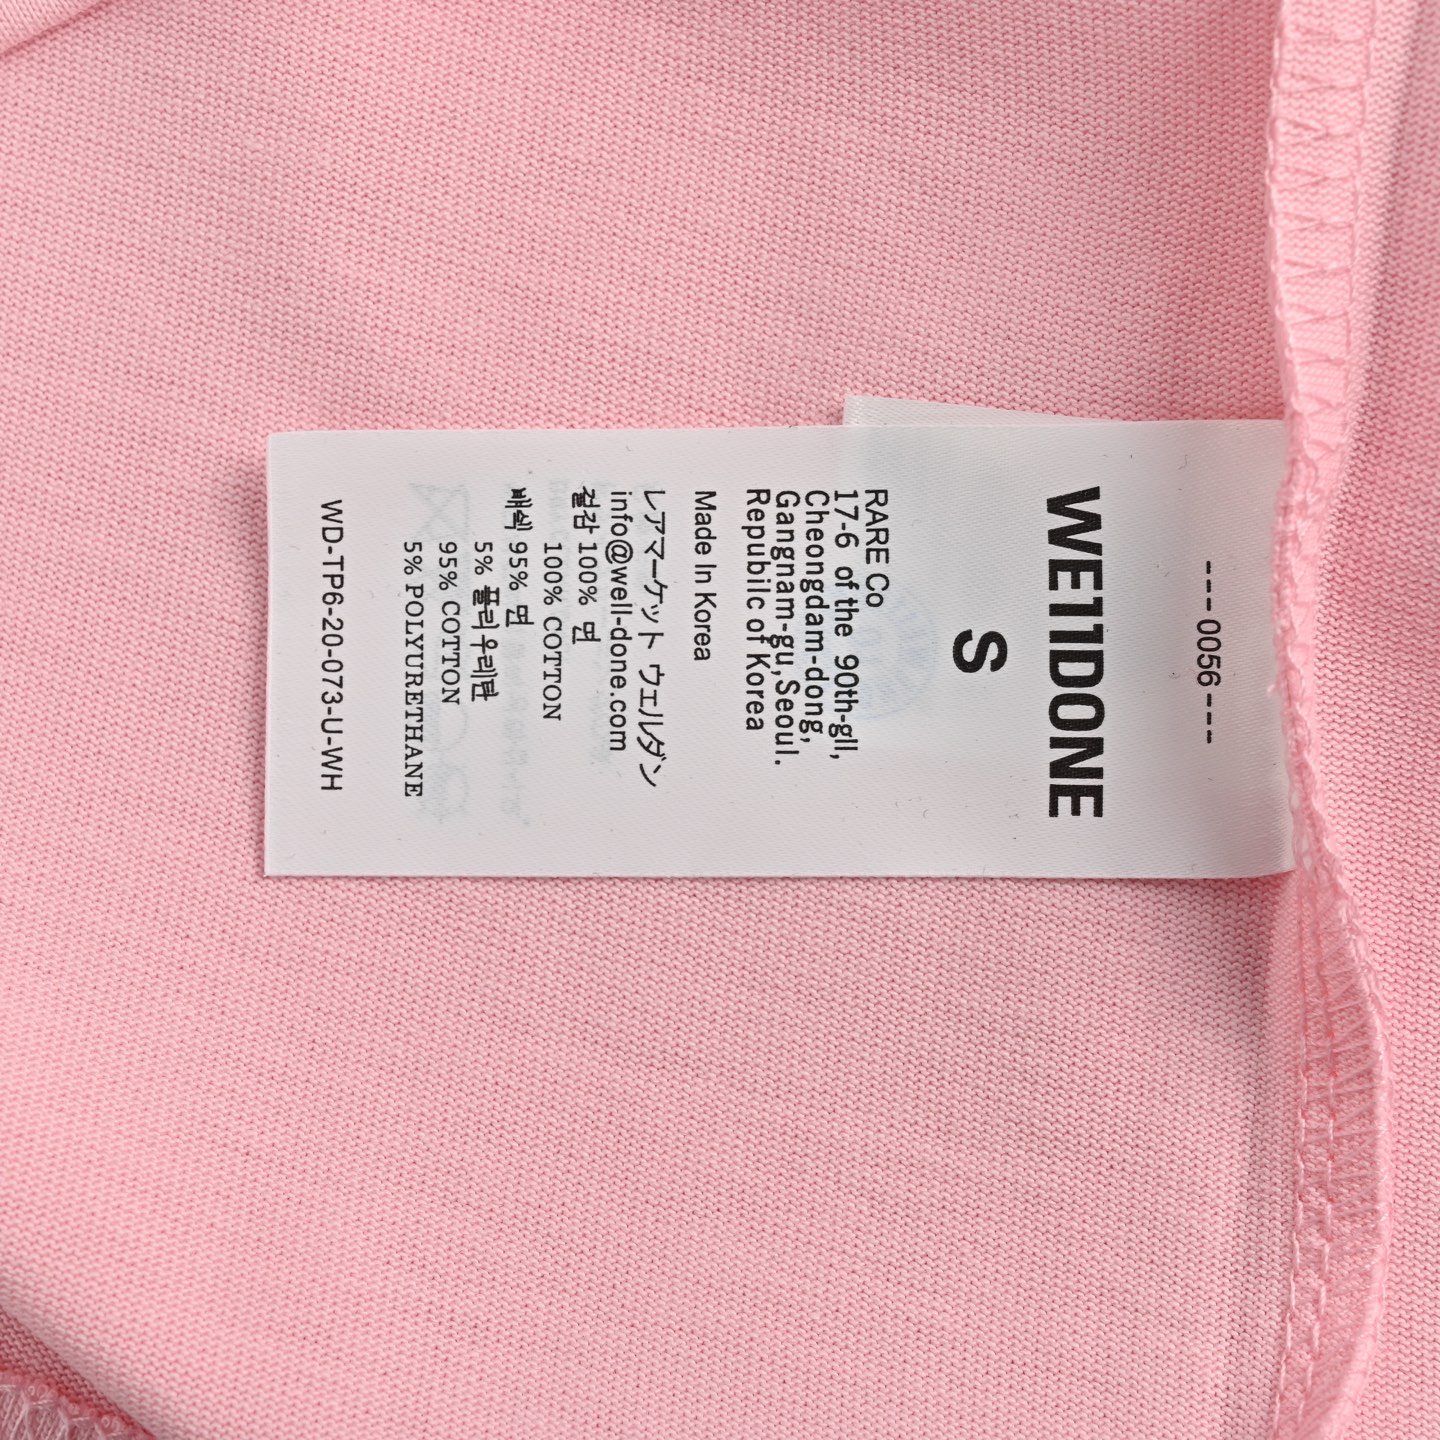 ---0056---
WE11DONE
S
RARE Co
17-6 of the 90th-gil,
Cheongdam-dong,
Gangnam-gu,Seoul.
Repubilc of Korea
Made In Korea
レアマーケット ウェルダン
info@well-done.com
걸감 100% 면
100% COTTON
배색 95% 면
5% 폴리우레탄
95% COTTON
5% POLYURETHANE
WD-TP6-20-073-U-WH